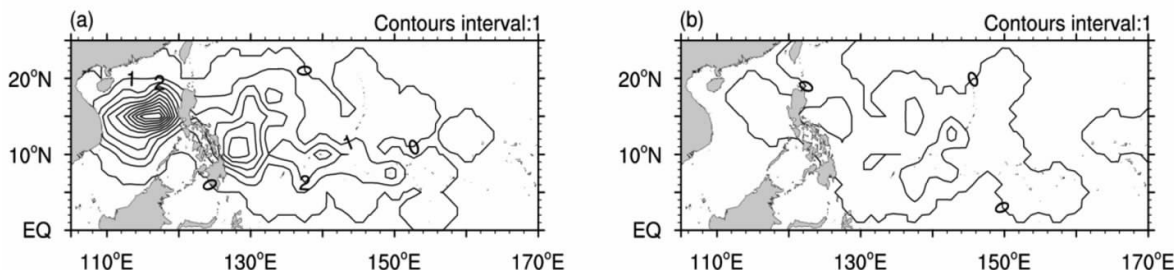 (a) Contours interval:1 (b) Contours interval:1
20°N 1 2 0 20°N 0 0
10°N 1 0 10°N
0 2 0
EQ EQ
110°E 130°E 150°E 170°E 110°E 130°E 150°E 170°E